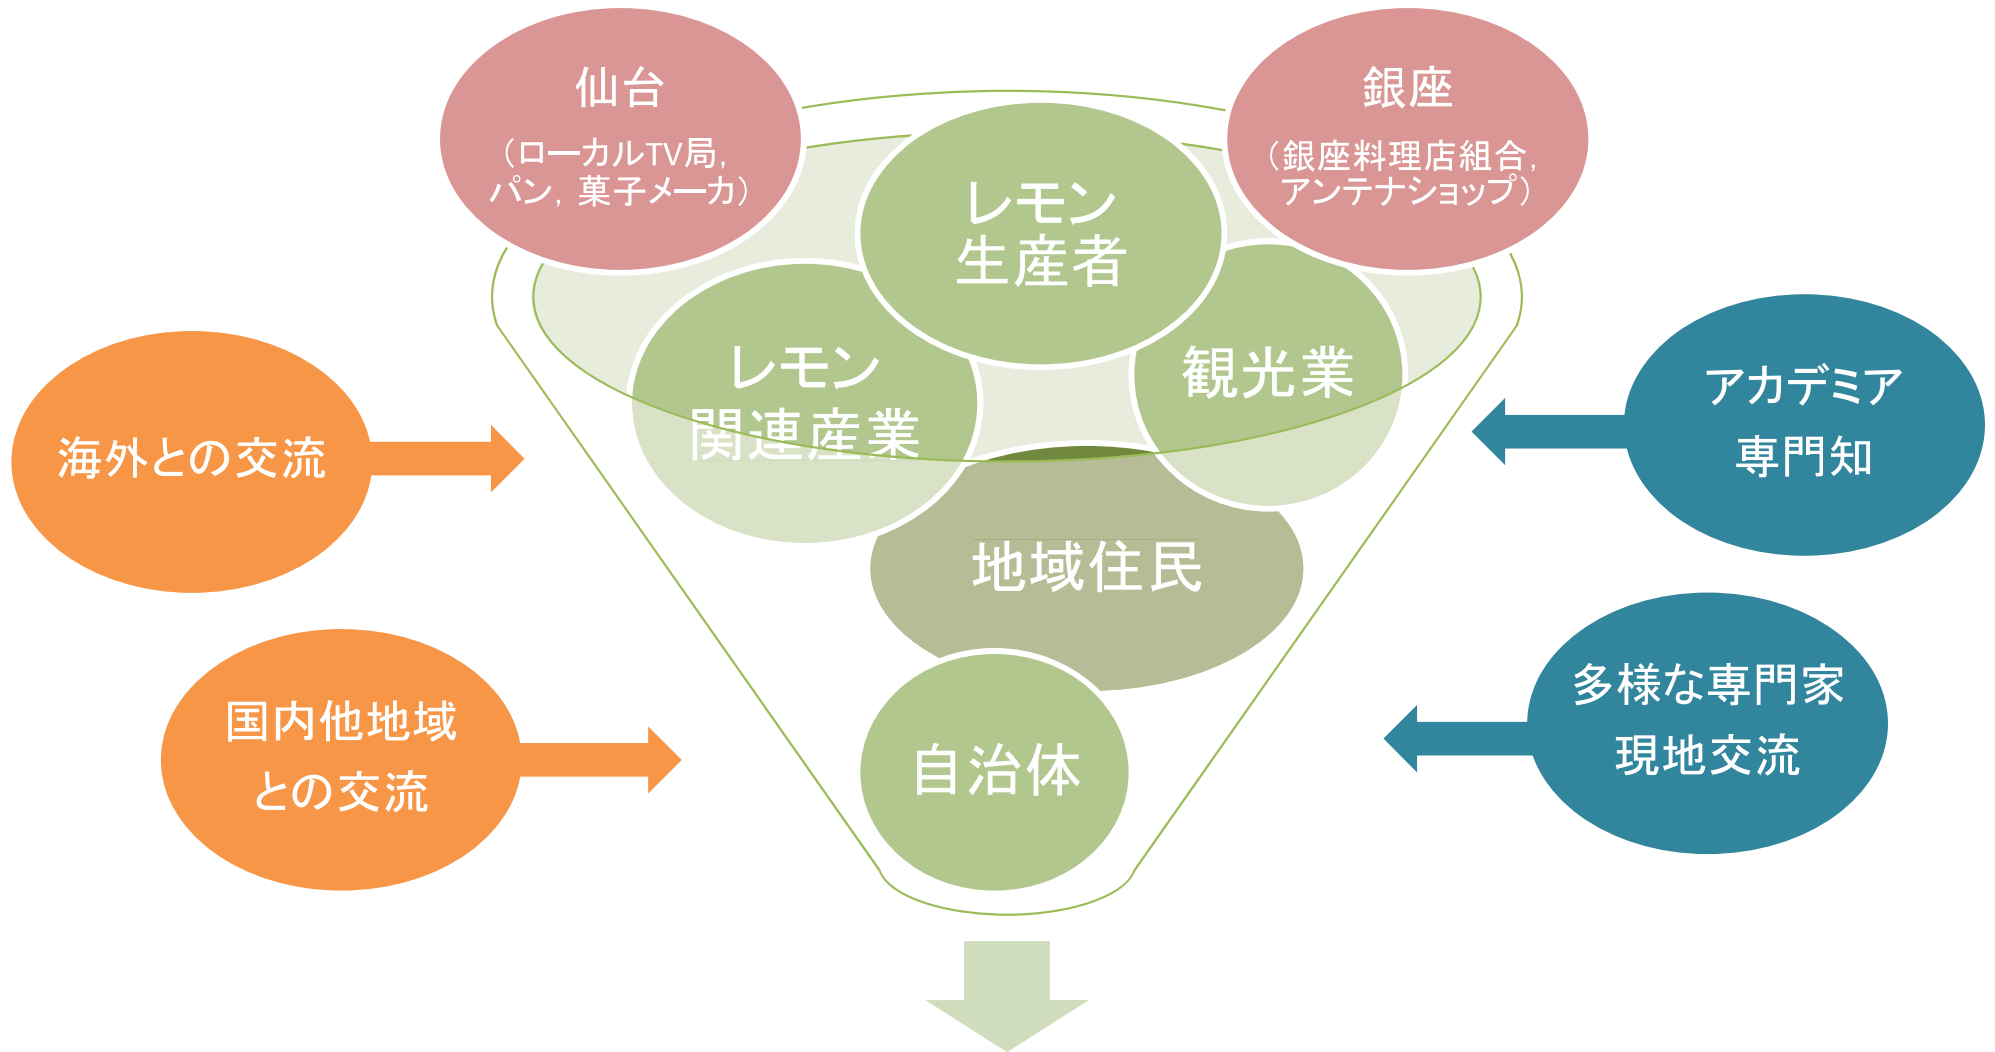 仙台
（ローカルTV局，
パン，菓子メーカ）
銀座
（銀座料理店組合，
アンテナショップ）
レモン
生産者
レモン
関連産業
観光業
地域住民
自治体
海外との交流
国内他地域
との交流
アカデミア
専門知
多様な専門家
現地交流